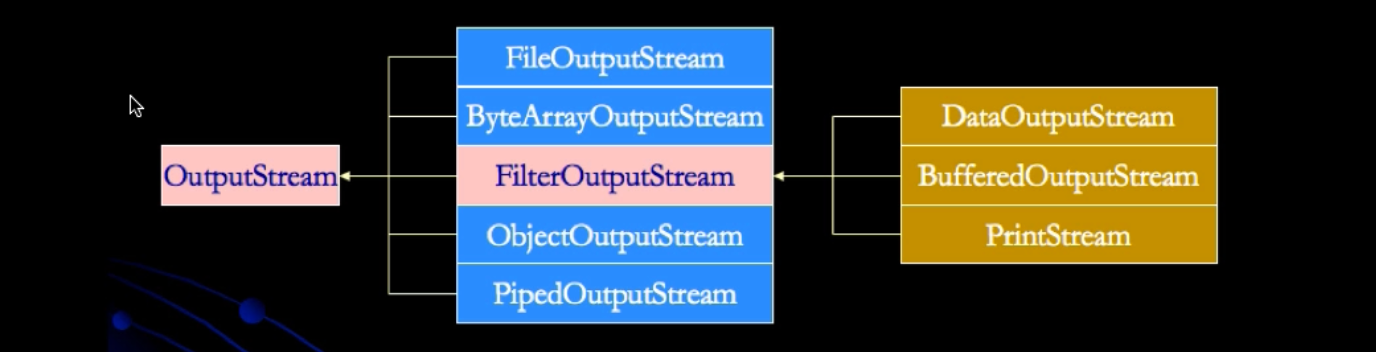 OutputStream
FileOutputStream
ByteArrayOutputStream
FilterOutputStream
ObjectOutputStream
PipedOutputStream
DataOutputStream
BufferedOutputStream
PrintStream